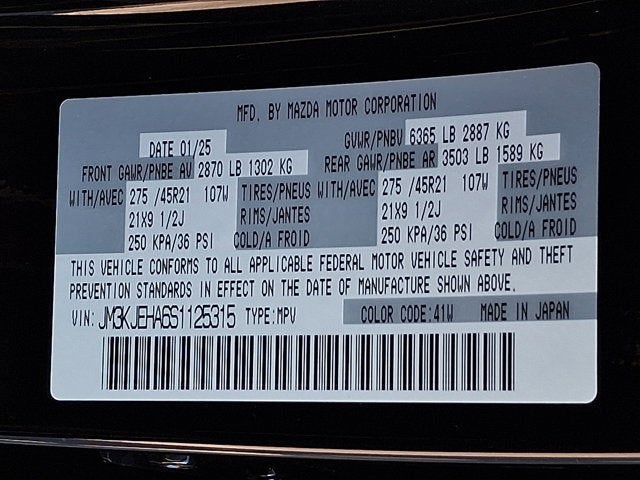 MFD. BY MAZDA MOTOR CORPORATION
DATE 01/25 GVWR/PNBV 6365 LB 2887 KG
FRONT GAWR/PNBE AV 2870 LB 1302 KG REAR GAWR/PNBE AR 3503 LB 1589 KG
WITH/AVEC 275 /45R21 107W TIRES/PNEUS WITH/AVEC 275 /45R21 107W TIRES/PNEUS
21X9 1/2J RIMS/JANTES 21X9 1/2J RIMS/JANTES
250 KPA/36 PSI COLD/A FROID 250 KPA/36 PSI COLD/A FROID
THIS VEHICLE CONFORMS TO ALL APPLICABLE FEDERAL MOTOR VEHICLE SAFETY AND THEFT
PREVENTION STANDARDS IN EFFECT ON THE DATE OF MANUFACTURE SHOWN ABOVE.
VIN: JM3KJEHA6S1125315 TYPE:MPV COLOR CODE:41W MADE IN JAPAN